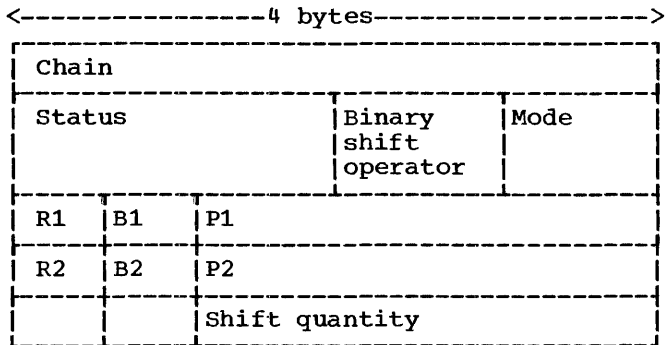 <------------------4 bytes-------------------->
Chain
Status Binary shift operator Mode
R1 B1 P1
R2 B2 P2
Shift quantity